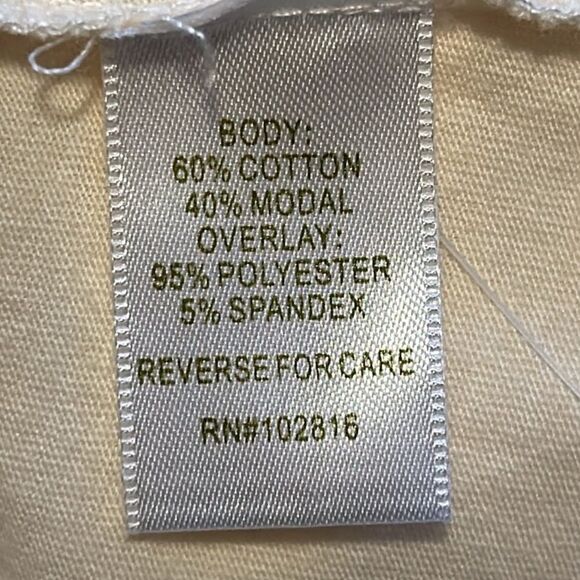 BODY:
60% COTTON
40% MODAL
OVERLAY:
95% POLYESTER
5% SPANDEX
REVERSE FOR CARE
RN#102816